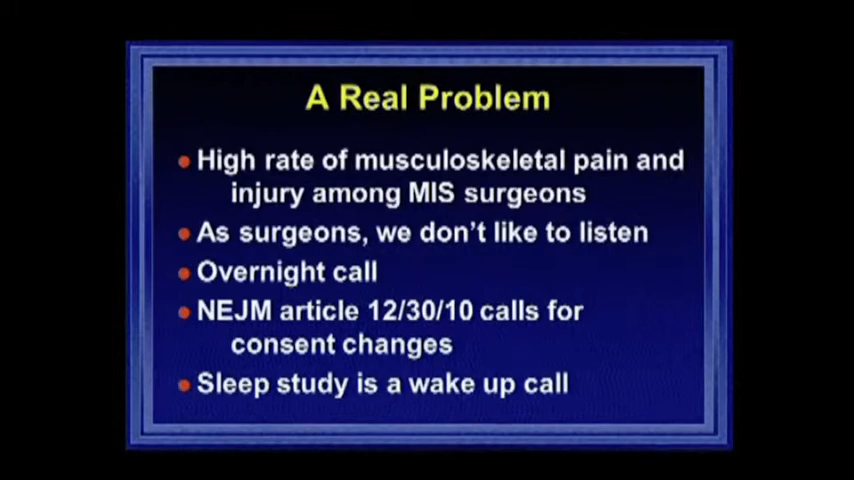 A Real Problem
• High rate of musculoskeletal pain and
injury among MIS surgeons
• As surgeons, we don't like to listen
• Overnight call
• NEJM article 12/30/10 calls for
consent changes
• Sleep study is a wake up call